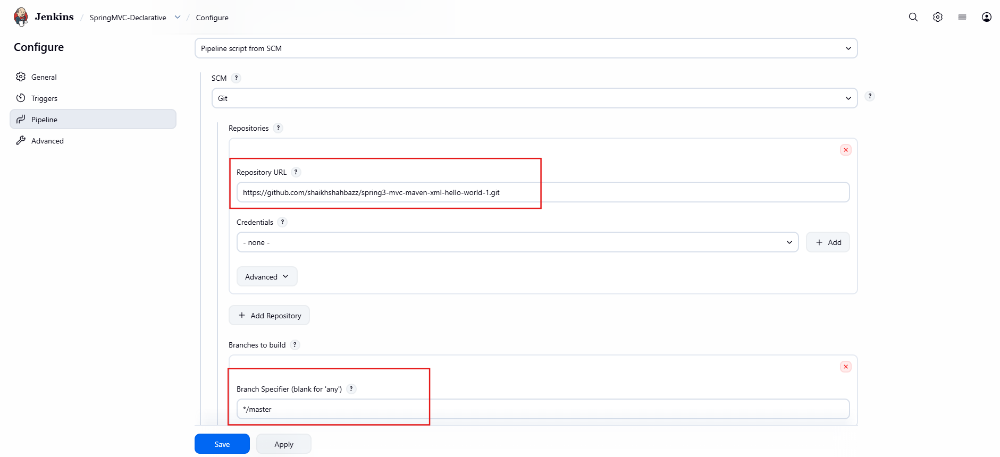 Jenkins / SpringMVC-Declarative / Configure
Configure
General
Triggers
Pipeline
Advanced
Pipeline script from SCM
SCM ?
Git
?
Repositories ?
Repository URL ?
https://github.com/shaikhshahbazz/spring3-mvc-maven-xml-hello-world-1.git
Credentials ?
- none -
+ Add
Advanced
+ Add Repository
Branches to build ?
Branch Specifier (blank for 'any') ?
*/master
Save
Apply